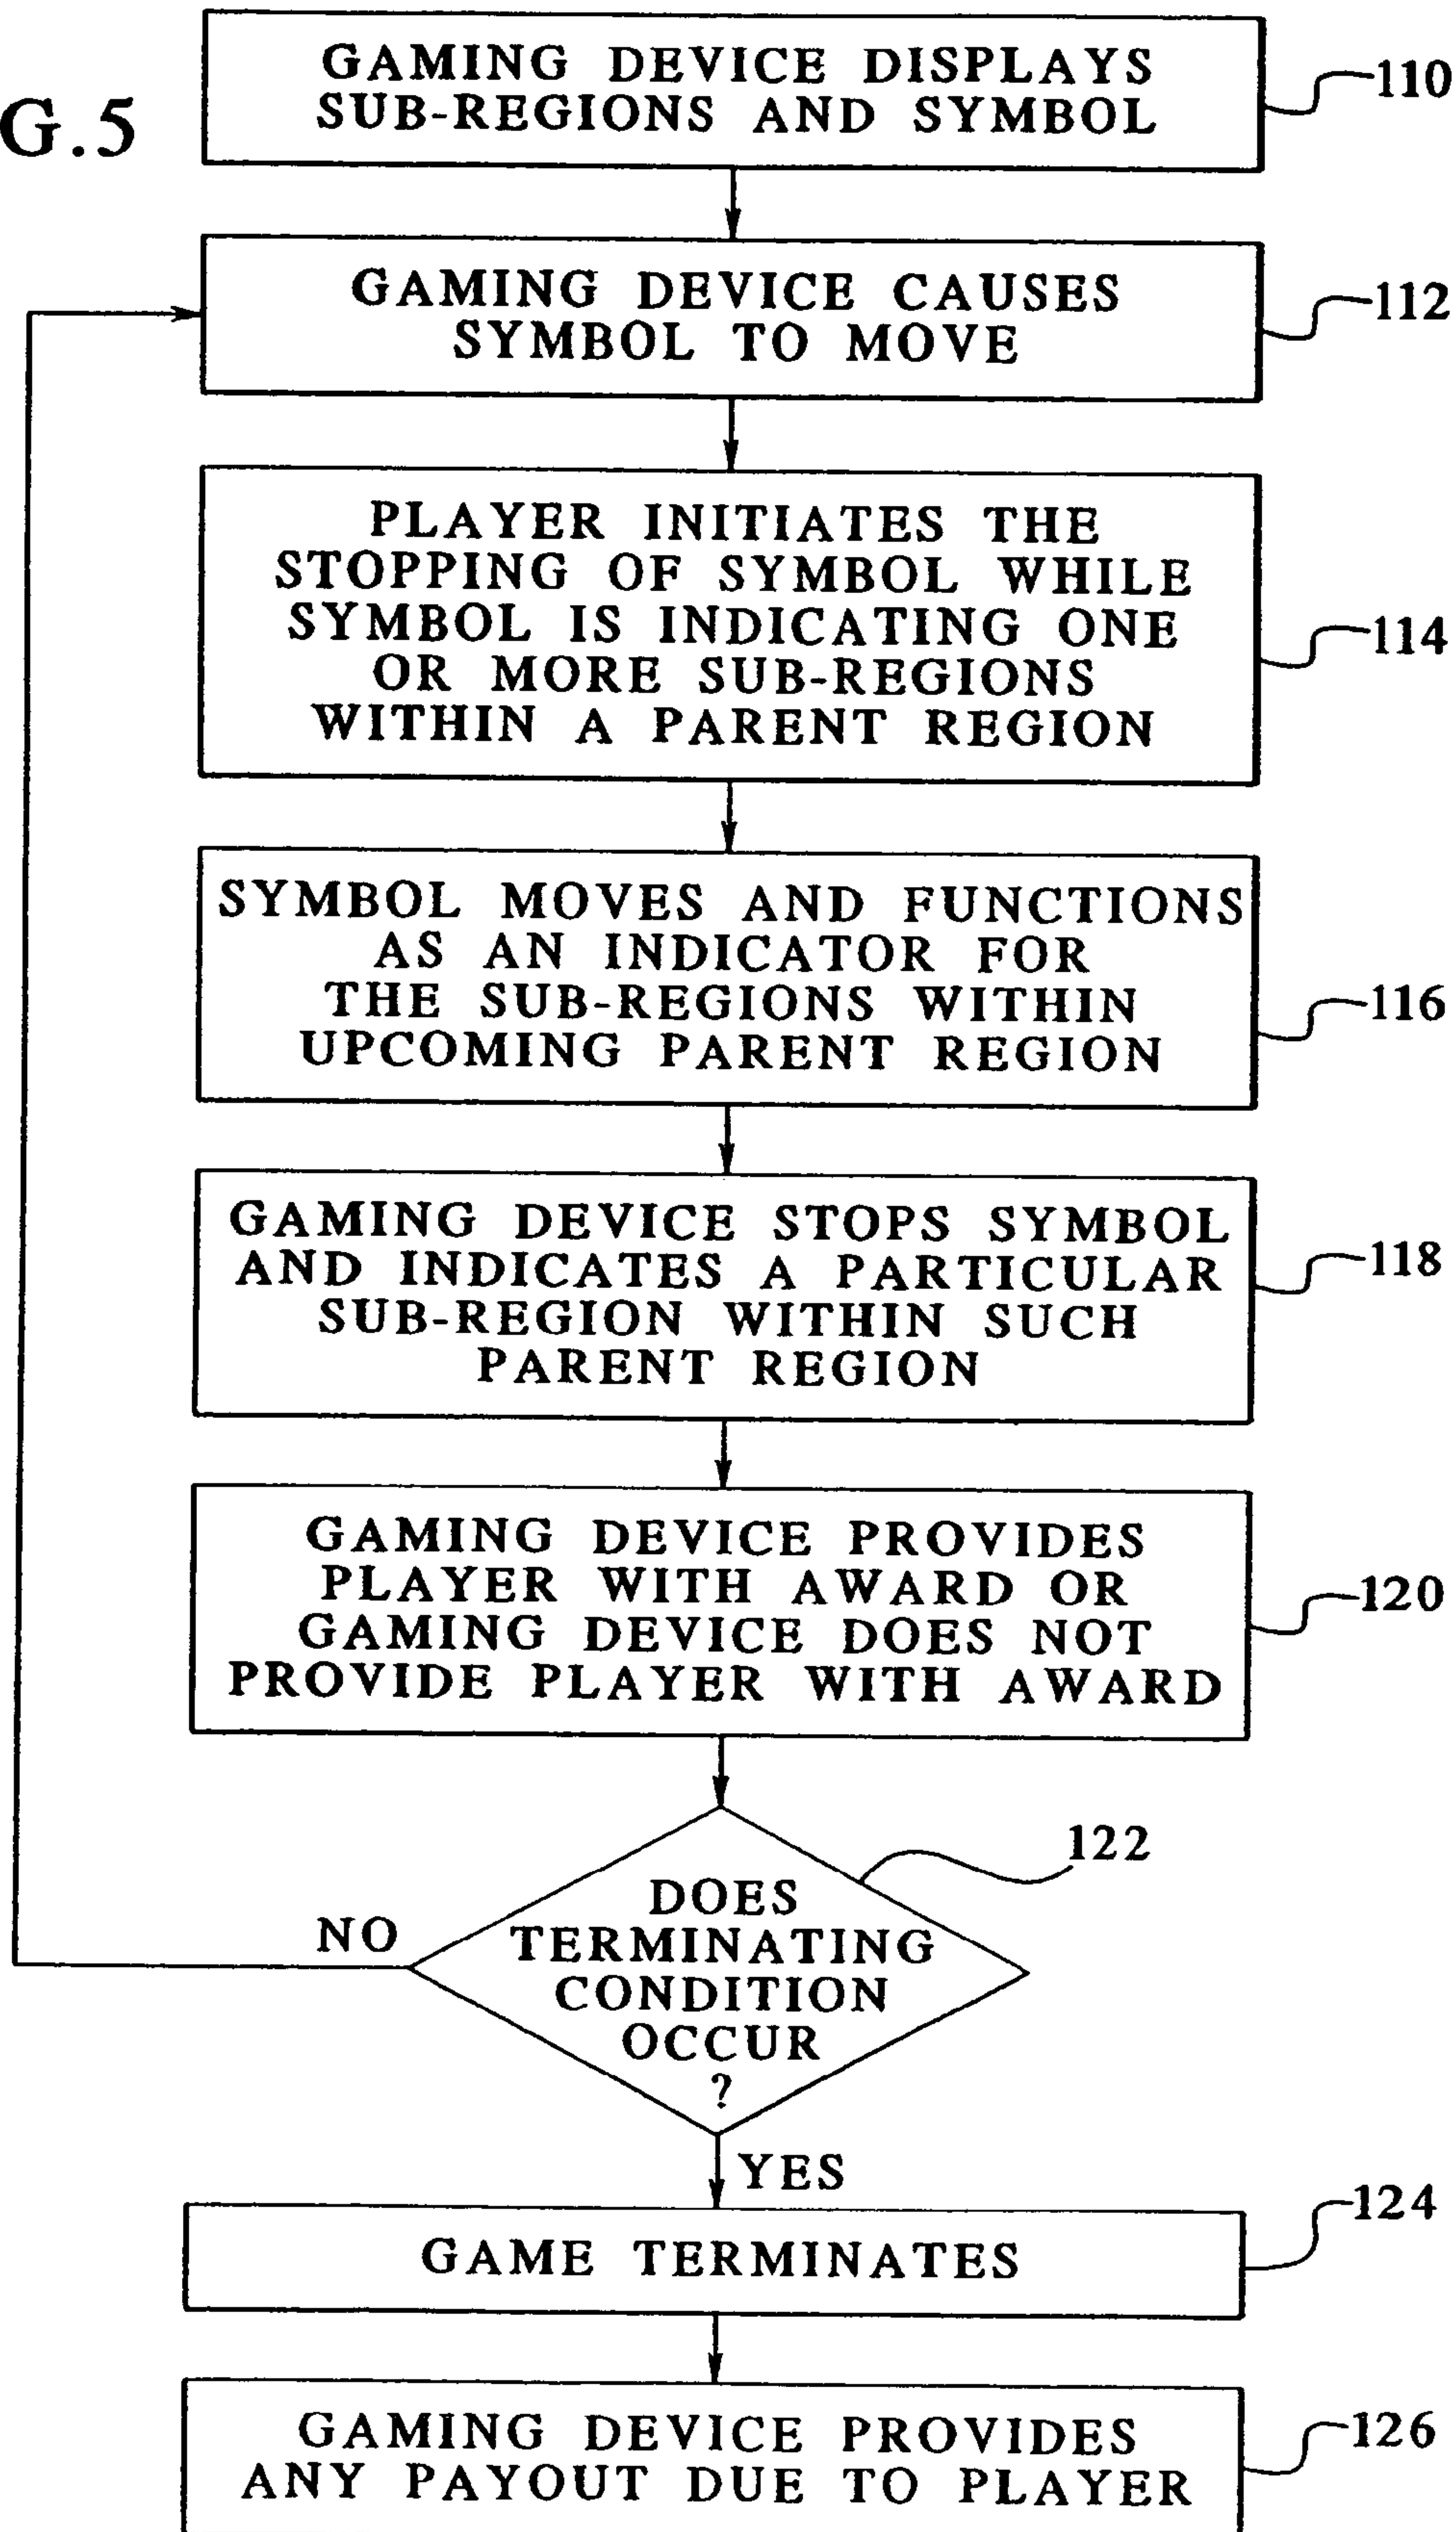 G.5
GAMING DEVICE DISPLAYS
SUB-REGIONS AND SYMBOL
110
GAMING DEVICE CAUSES
SYMBOL TO MOVE
112
PLAYER INITIATES THE
STOPPING OF SYMBOL WHILE
SYMBOL IS INDICATING ONE
OR MORE SUB-REGIONS
WITHIN A PARENT REGION
114
SYMBOL MOVES AND FUNCTIONS
AS AN INDICATOR FOR
THE SUB-REGIONS WITHIN
UPCOMING PARENT REGION
116
GAMING DEVICE STOPS SYMBOL
AND INDICATES A PARTICULAR
SUB-REGION WITHIN SUCH
PARENT REGION
118
GAMING DEVICE PROVIDES
PLAYER WITH AWARD OR
GAMING DEVICE DOES NOT
PROVIDE PLAYER WITH AWARD
120
122
DOES
TERMINATING
CONDITION
OCCUR
?
NO
YES
GAME TERMINATES
124
GAMING DEVICE PROVIDES
ANY PAYOUT DUE TO PLAYER
126